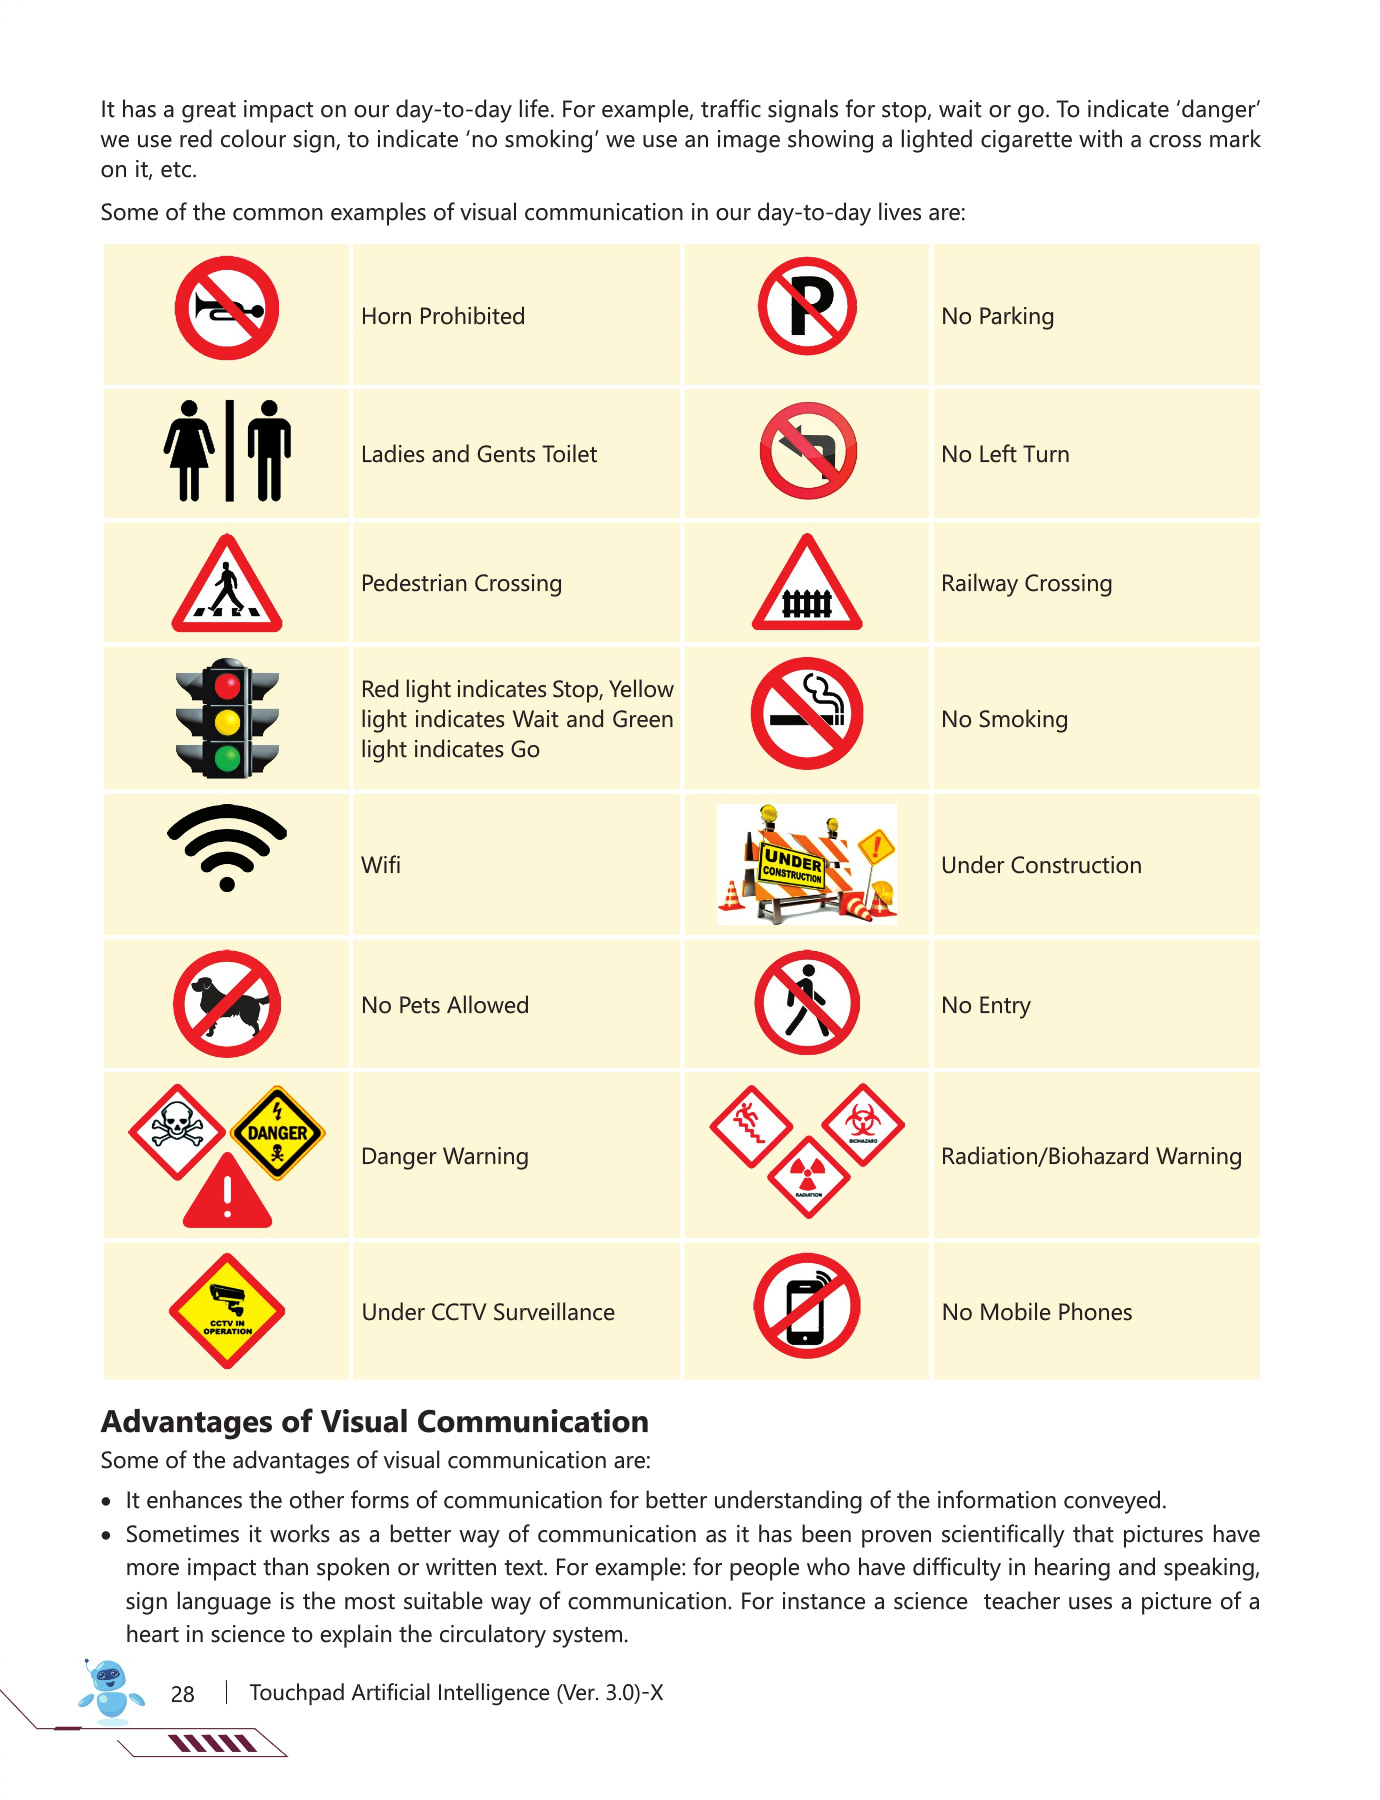 It has a great impact on our day-to-day life. For example, traffic signals for stop, wait or go. To indicate ‘danger’
we use red colour sign, to indicate ‘no smoking’ we use an image showing a lighted cigarette with a cross mark
on it, etc.
Some of the common examples of visual communication in our day-to-day lives are:
Horn Prohibited
P
No Parking
Ladies and Gents Toilet
No Left Turn
Pedestrian Crossing
Railway Crossing
Red light indicates Stop, Yellow
light indicates Wait and Green
light indicates Go
No Smoking
Wifi
UNDER
CONSTRUCTION
!
Under Construction
No Pets Allowed
No Entry
DANGER
!
Danger Warning
BIOHAZARD
RADIATION
Radiation/Biohazard Warning
CCTV IN
OPERATION
Under CCTV Surveillance
No Mobile Phones
Advantages of Visual Communication
Some of the advantages of visual communication are:
• It enhances the other forms of communication for better understanding of the information conveyed.
• Sometimes it works as a better way of communication as it has been proven scientifically that pictures have
more impact than spoken or written text. For example: for people who have difficulty in hearing and speaking,
sign language is the most suitable way of communication. For instance a science teacher uses a picture of a
heart in science to explain the circulatory system.
28 | Touchpad Artificial Intelligence (Ver. 3.0)-X